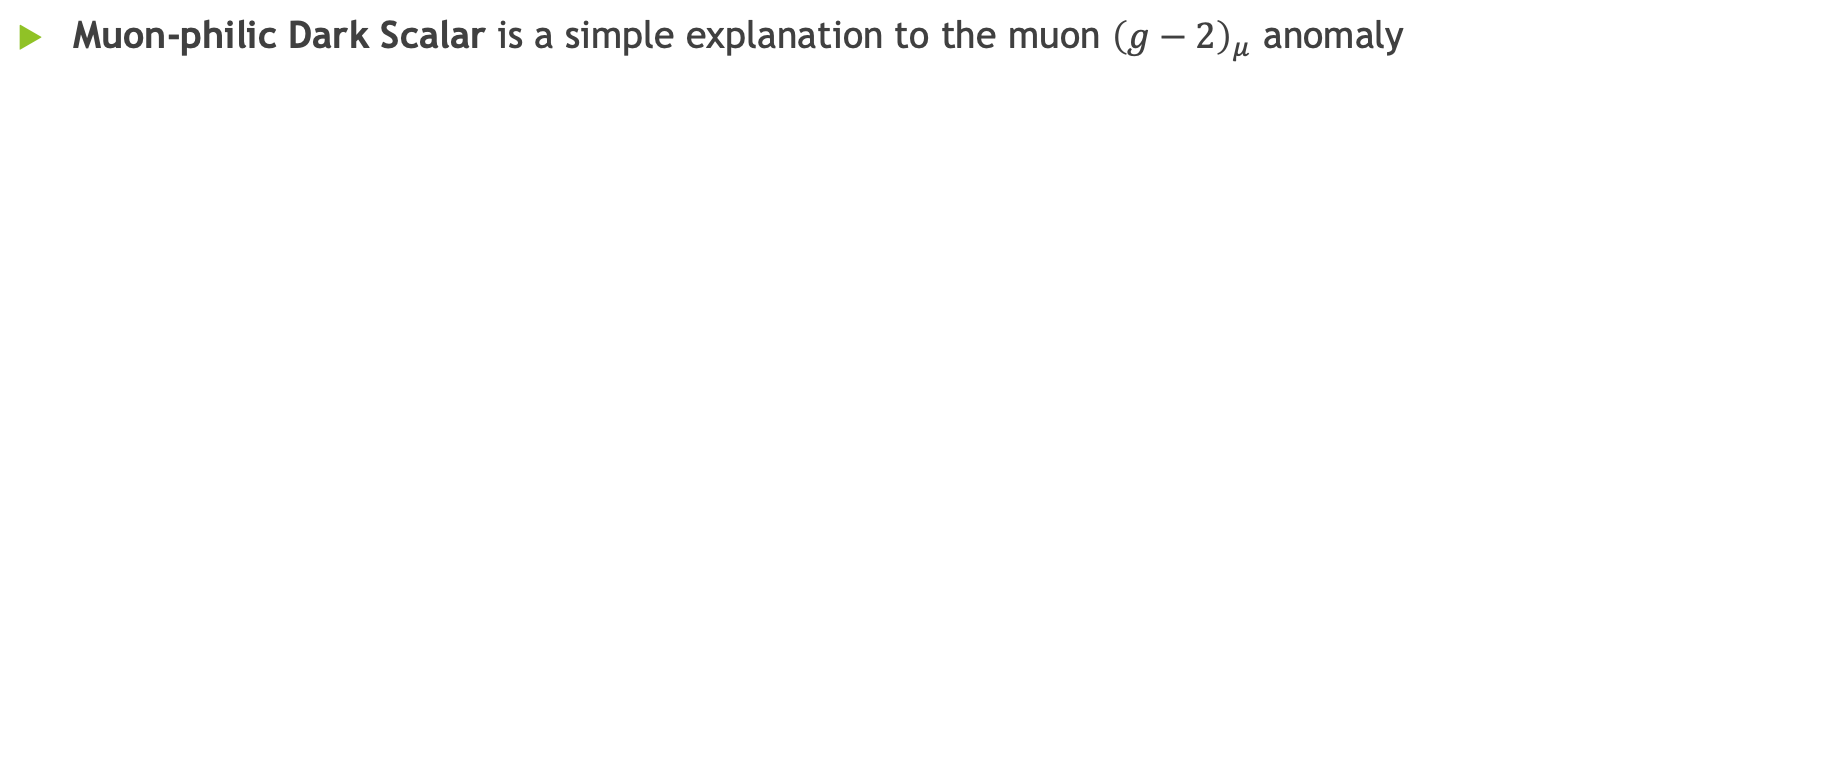 Muon-philic Dark Scalar is a simple explanation to the muon (g − 2)μ anomaly